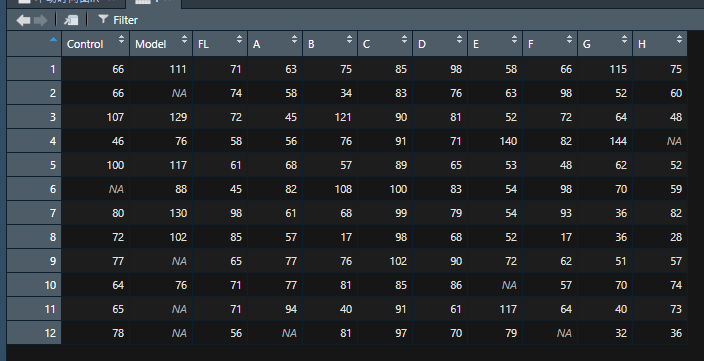 Filter
Control Model FL A B C D E F G H
1 66 111 71 63 75 85 98 58 66 115 75
2 66 NA 74 58 34 83 76 63 98 52 60
3 107 129 72 45 121 90 81 52 72 64 48
4 46 76 58 56 76 91 71 140 82 144 NA
5 100 117 61 68 57 89 65 53 48 62 52
6 NA 88 45 82 108 100 83 54 98 70 59
7 80 130 98 61 68 99 79 54 93 36 82
8 72 102 85 57 17 98 68 52 17 36 28
9 77 NA 65 77 76 102 90 72 62 51 57
10 64 76 71 77 81 85 86 NA 57 70 74
11 65 NA 71 94 40 91 61 117 64 40 73
12 78 NA 56 NA 81 97 70 79 NA 32 36